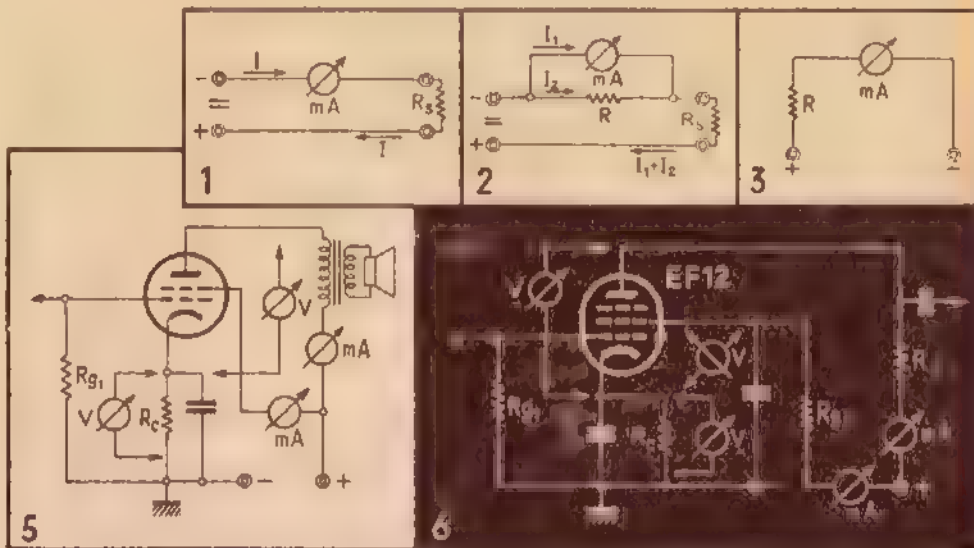 I
mA
Rs
-
=
+
I
1
I₁
mA
I₂
R
Rs
-
=
+
I₁+I₂
2
mA
R
+
-
3
Rg₁
V
Rc
V
mA
mA
-
+
5
EF12
V
V
V
R
R
6